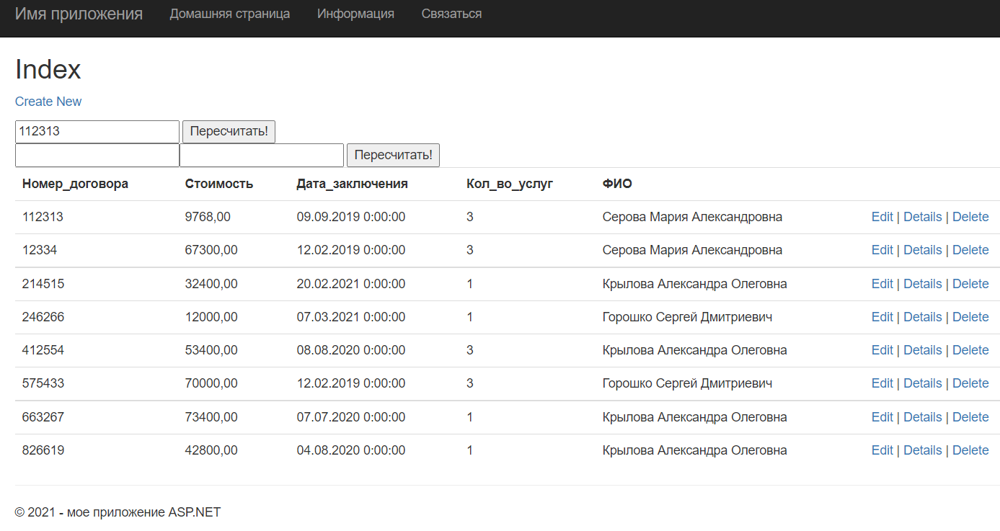 Имя приложения Домашняя страница Информация Связаться
Index
Create New
112313 Пересчитать!
Пересчитать!
Номер_договора Стоимость Дата_заключения Кол_во_услуг ФИО
112313 9768,00 09.09.2019 0:00:00 3 Серова Мария Александровна Edit | Details | Delete
12334 67300,00 12.02.2019 0:00:00 3 Серова Мария Александровна Edit | Details | Delete
214515 32400,00 20.02.2021 0:00:00 1 Крылова Александра Олеговна Edit | Details | Delete
246266 12000,00 07.03.2021 0:00:00 1 Горошко Сергей Дмитриевич Edit | Details | Delete
412554 53400,00 08.08.2020 0:00:00 3 Крылова Александра Олеговна Edit | Details | Delete
575433 70000,00 12.02.2019 0:00:00 3 Горошко Сергей Дмитриевич Edit | Details | Delete
663267 73400,00 07.07.2020 0:00:00 1 Крылова Александра Олеговна Edit | Details | Delete
826619 42800,00 04.08.2020 0:00:00 1 Крылова Александра Олеговна Edit | Details | Delete
© 2021 - мое приложение ASP.NET